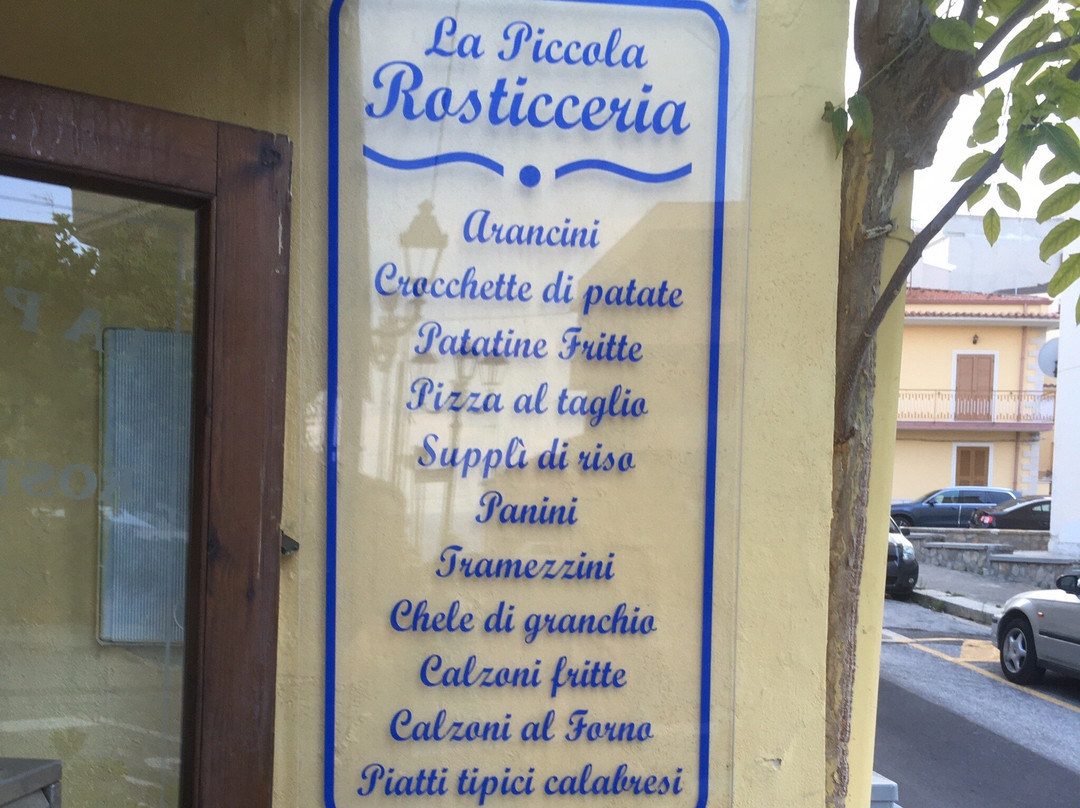 La Piccola
Rosticceria
Arancini
Crocchette di patate
Patatine Fritte
Pizza al taglio
Supplì di riso
Panini
Tramezzini
Chele di granchio
Calzoni fritte
Calzoni al Forno
Piatti tipici calabresi